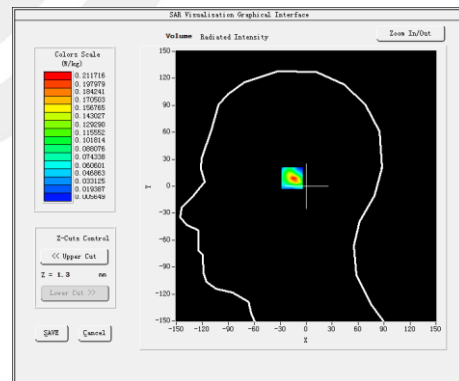 SAR Visualisation Graphical Interface
Volume Radiated Intensity
Zoom In/Out
Colors Scale
(W/kg)
0.211716
0.197979
0.184241
0.170503
0.156765
0.143027
0.129290
0.115552
0.101814
0.088076
0.074338
0.060601
0.046863
0.033125
0.019387
0.005649
Z-Cuts Control
<< Upper Cut
Z = 1.3 mm
Lower Cut >>
SAVE Cancel
150
120
90
60
30
Y 0
-30
-60
-90
-120
-150
-150 -120 -90 -60 -30 0 30 60 90 120 150
X